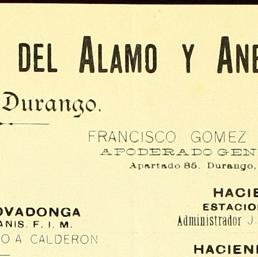 DEL ALAMO Y ANE
Durango.
FRANCISCO GOMEZ
APODERADO GEN
Apartado 85. Durango,
HACIE
OVADONGA
ANIS. F. I. M.
O A CALDERON
ESTACIO
Administrador J.
HACIEN